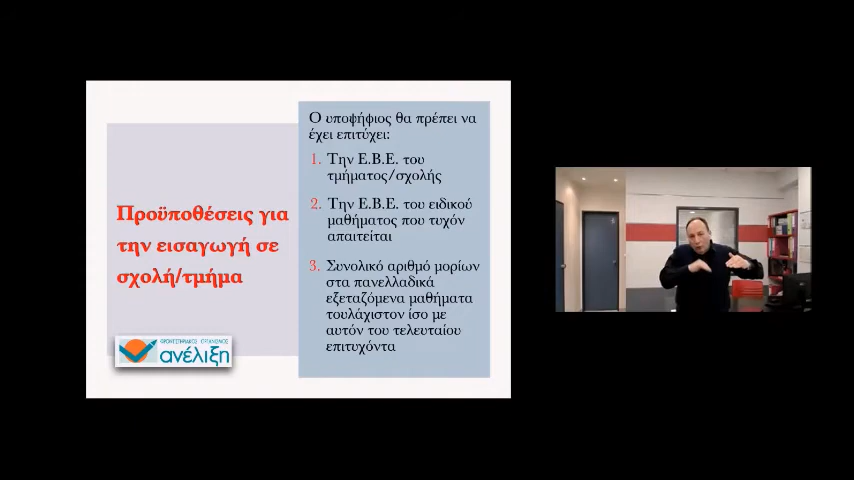 Προϋποθέσεις για
την εισαγωγή σε
σχολή/τμήμα
ΦΡΟΝΤΙΣΤΗΡΙΑΚΟΣ ΟΡΓΑΝΙΣΜΟΣ
ανέλιξη
Ο υποψήφιος θα πρέπει να
έχει επιτύχει:
1. Την Ε.Β.Ε. του
τμήματος/σχολής
2. Την Ε.Β.Ε. του ειδικού
μαθήματος που τυχόν
απαιτείται
3. Συνολικό αριθμό μορίων
στα πανελλαδικά
εξεταζόμενα μαθήματα
τουλάχιστον ίσο με
αυτόν του τελευταίου
επιτυχόντα